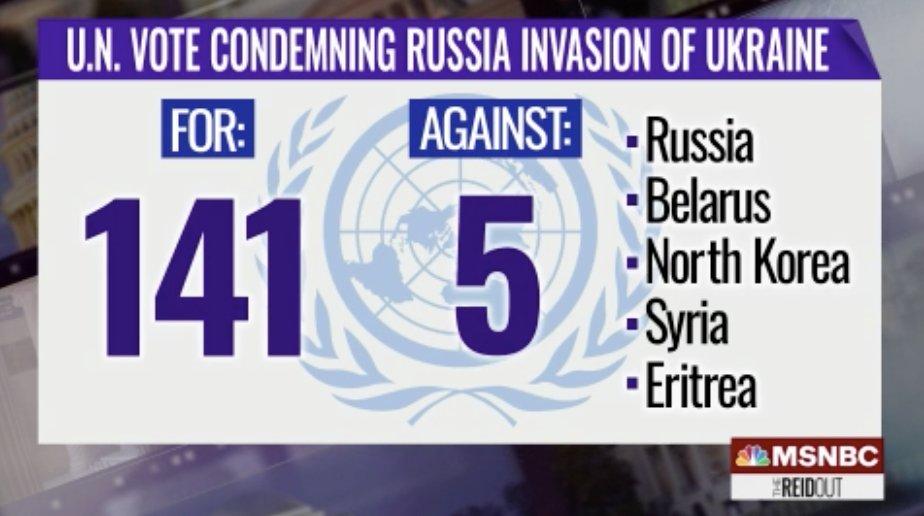 U.N. VOTE CONDEMNING RUSSIA INVASION OF UKRAINE
FOR:
141
AGAINST:
5
Russia
Belarus
North Korea
Syria
Eritrea
MSNBC
THE REIDOUT